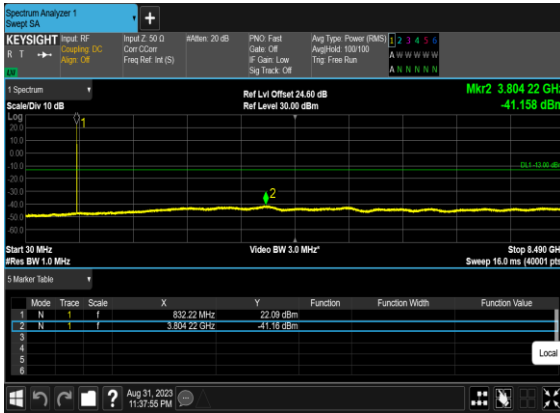 Spectrum Analyzer 1
Swept SA
+
KEYSIGHT Input: RF
R T Coupling: DC
Align: Off
Input Z: 50 Ω
Corr CCorr
Freq Ref: Int (S)
#Atten: 20 dB
PNO: Fast
Gate: Off
IF Gain: Low
Sig Track: Off
Avg Type: Power (RMS)
Avg|Hold: 100/100
Trig: Free Run
1 2 3 4 5 6
A W W W W W
A N N N N N
1 Spectrum
Scale/Div 10 dB
Ref Lvl Offset 24.60 dB
Ref Level 30.00 dBm
Mkr2 3.804 22 GHz
-41.158 dBm
Log
20.0
10.0
0.00
-10.0
-20.0
-30.0
-40.0
-50.0
-60.0
1
2
DL1 -13.00 dBm
Start 30 MHz
#Res BW 1.0 MHz
Video BW 3.0 MHz*
Stop 8.490 GH
Sweep 16.0 ms (40001 pts
5 Marker Table
Mode Trace Scale X Y Function Function Width Function Value
1 N 1 f 832.22 MHz 22.09 dBm
2 N 1 f 3.804 22 GHz -41.16 dBm
3
4
5
6
Local
?
Aug 31, 2023
11:37:55 PM